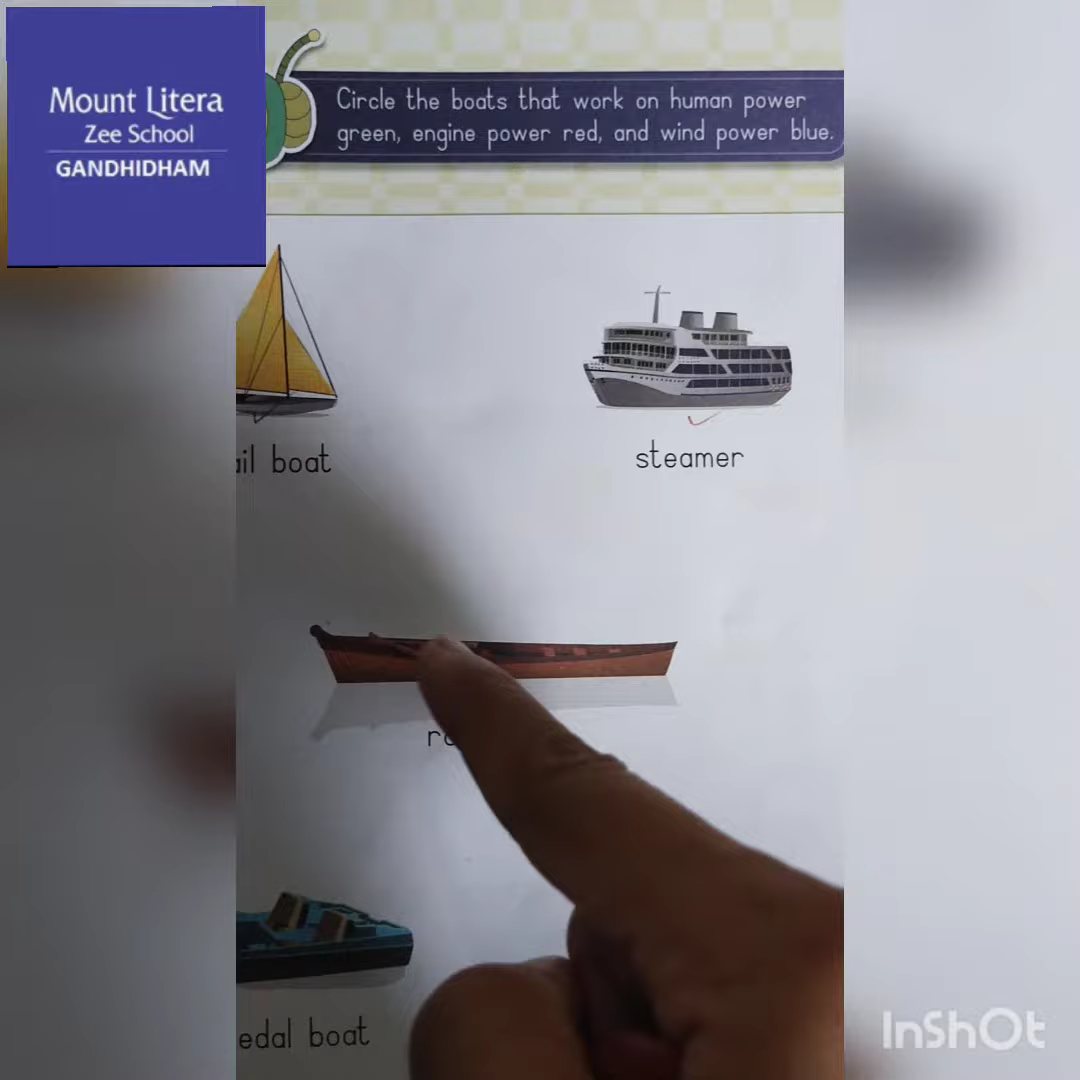 Mount Litera
Zee School
GANDHIDHAM
Circle the boats that work on human power
green, engine power red, and wind power blue.
ail boat
steamer
edal boat
InShOt